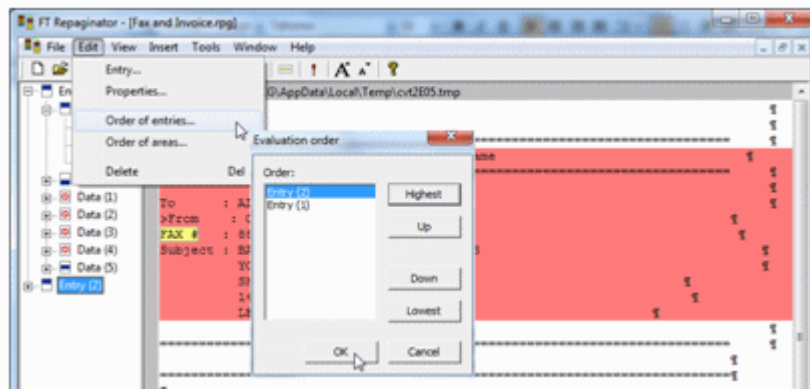 FT Repaginator - [Fax and Invoice.rpg]
File Edit View Insert Tools Window Help
Entry...
Properties...
Order of entries...
Order of areas...
Delete Del
G\AppData\Local\Temp\cvt2E05.tmp
Evaluation order
Order:
Entry (2)
Entry (1)
Highest
Up
Down
Lowest
OK Cancel
En
Data (1)
Data (2)
Data (3)
Data (4)
Data (5)
Entry (2)
me
To :
>From :
FAX # :
Subject :